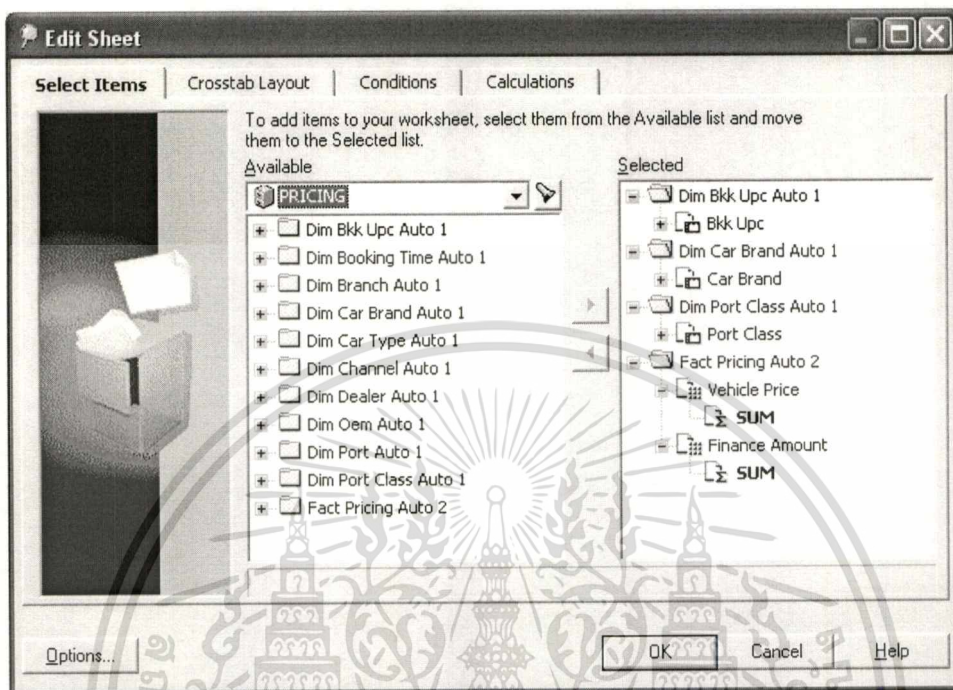 Edit Sheet
Select Items
Crosstab Layout
Conditions
Calculations
To add items to your worksheet, select them from the Available list and move
them to the Selected list.
Available
PRICING
Dim Bkk Upc Auto 1
Dim Booking Time Auto 1
Dim Branch Auto 1
Dim Car Brand Auto 1
Dim Car Type Auto 1
Dim Channel Auto 1
Dim Dealer Auto 1
Dim Oem Auto 1
Dim Port Auto 1
Dim Port Class Auto 1
Fact Pricing Auto 2
Selected
Dim Bkk Upc Auto 1
Bkk Upc
Dim Car Brand Auto 1
Car Brand
Dim Port Class Auto 1
Port Class
Fact Pricing Auto 2
Vehicle Price
SUM
Finance Amount
SUM
Options...
OK
Cancel
Help